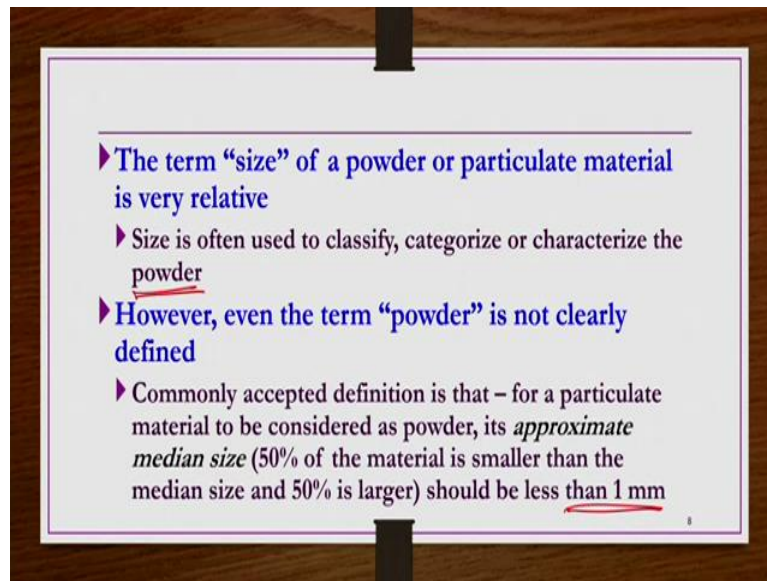 The term “size” of a powder or particulate material
is very relative
Size is often used to classify, categorize or characterize the
powder
However, even the term “powder” is not clearly
defined
Commonly accepted definition is that – for a particulate
material to be considered as powder, its approximate
median size (50% of the material is smaller than the
median size and 50% is larger) should be less than 1 mm
8